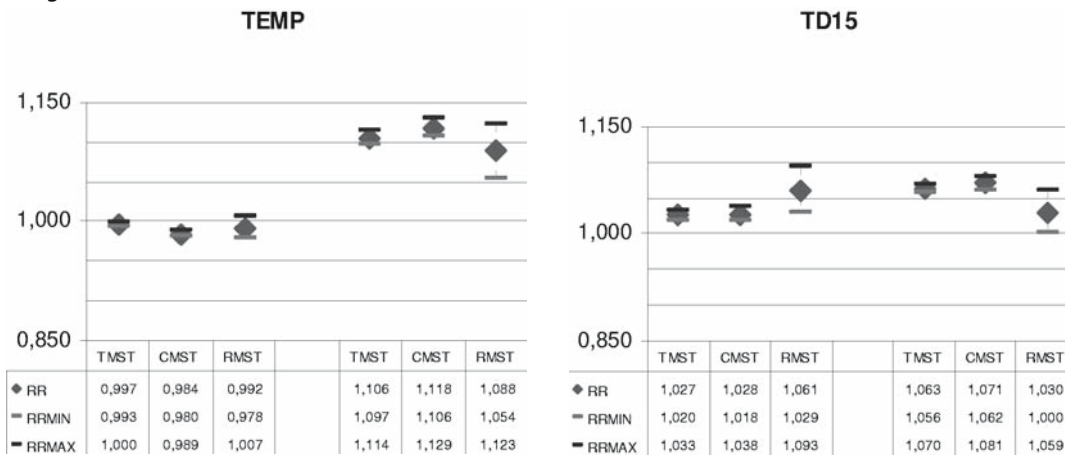 TEMP
1,150
1,000
0,850
TMST CMST RMST TMST CMST RMST
RR 0,997 0,984 0,992 1,106 1,118 1,088
RRMIN 0,993 0,980 0,978 1,097 1,106 1,054
RRMAX 1,000 0,989 1,007 1,114 1,129 1,123
TD15
1,150
1,000
0,850
TMST CMST RMST TMST CMST RMST
RR 1,027 1,028 1,061 1,063 1,071 1,030
RRMIN 1,020 1,018 1,029 1,056 1,062 1,000
RRMAX 1,033 1,038 1,093 1,070 1,081 1,059